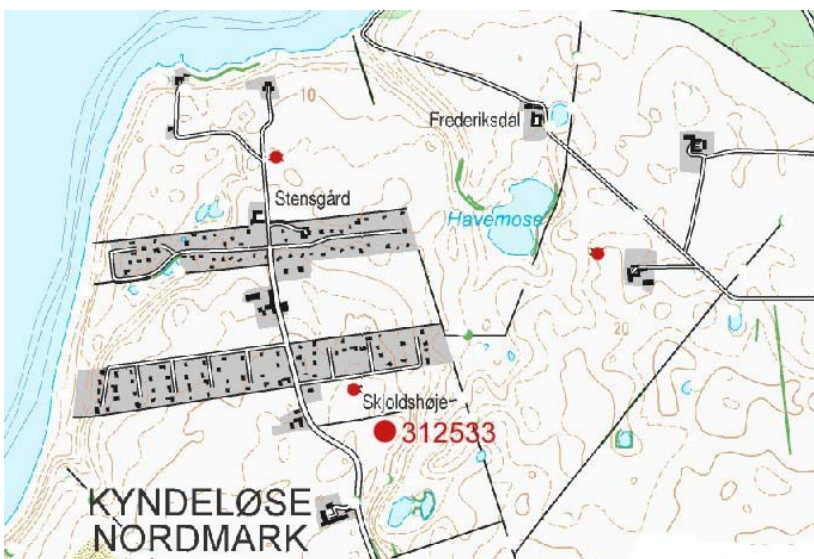 10
Frederiksdal
Stensgård
Havemose
20
Skjoldshøje
312533
KYNDELØSE
NORDMARK